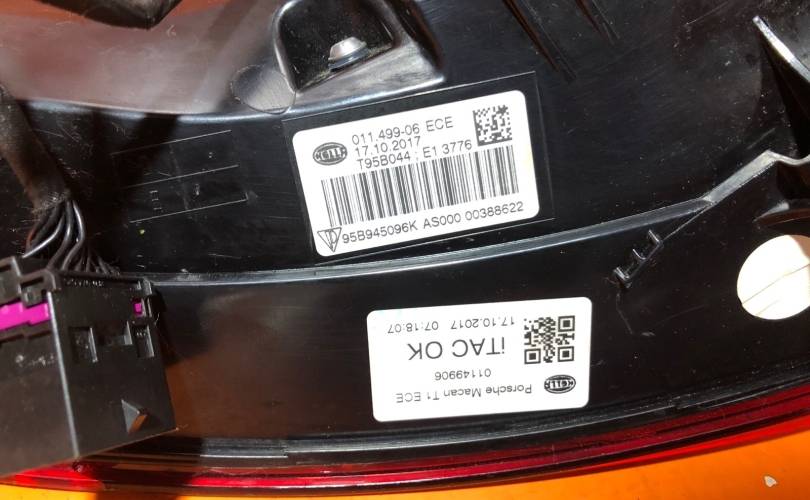 011.499-06 ECE
17.10.2017
T95B044 : E1 3776
HELLA
95B945096K AS000 00388622
HELLA
Porsche Macan T1 ECE
01149906
iTAC OK
17.10.2017 07:18:07